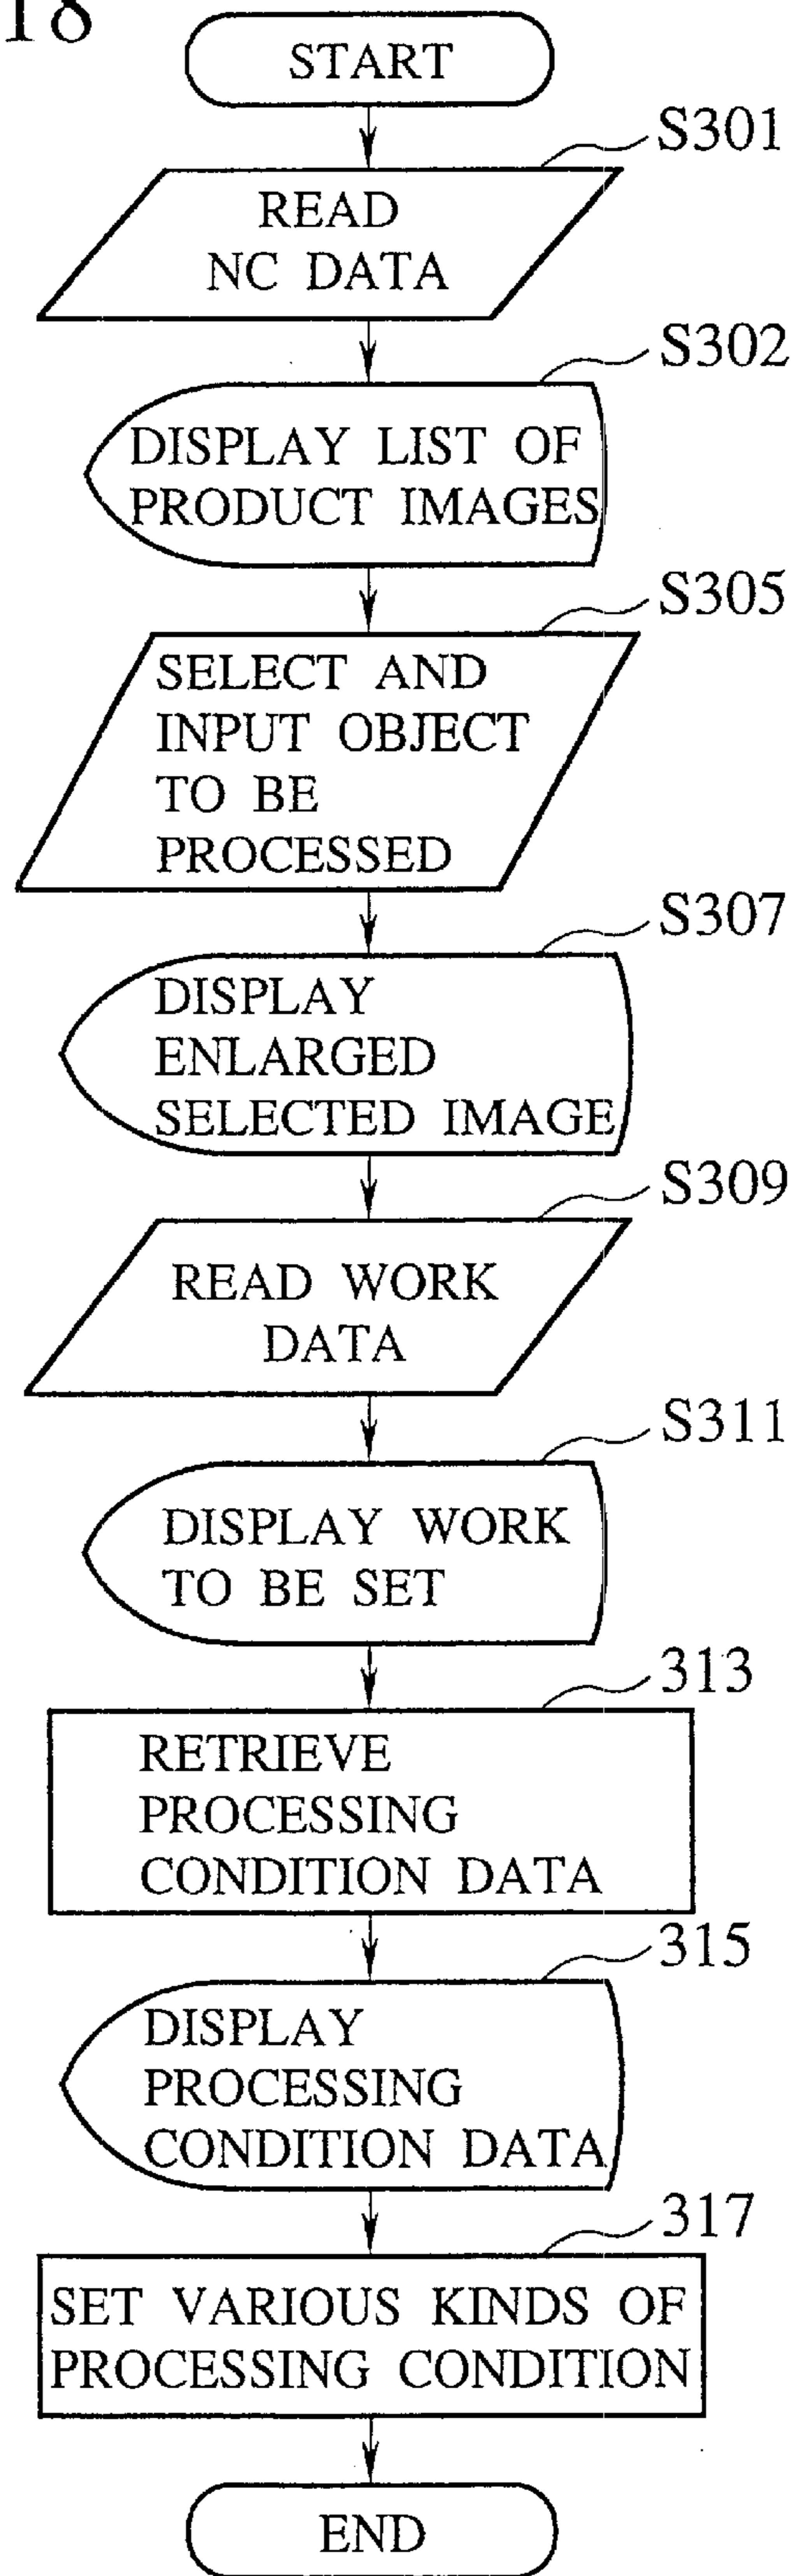 18
START
S301
READ
NC DATA
S302
DISPLAY LIST OF
PRODUCT IMAGES
S305
SELECT AND
INPUT OBJECT
TO BE
PROCESSED
S307
DISPLAY
ENLARGED
SELECTED IMAGE
S309
READ WORK
DATA
S311
DISPLAY WORK
TO BE SET
313
RETRIEVE
PROCESSING
CONDITION DATA
315
DISPLAY
PROCESSING
CONDITION DATA
317
SET VARIOUS KINDS OF
PROCESSING CONDITION
END